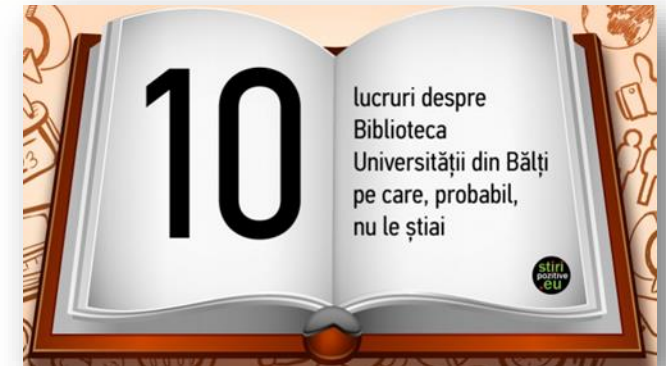 10
lucruri despre
Biblioteca
Universității din Bălți
pe care, probabil,
nu le știai
stiri
pozitive
.eu